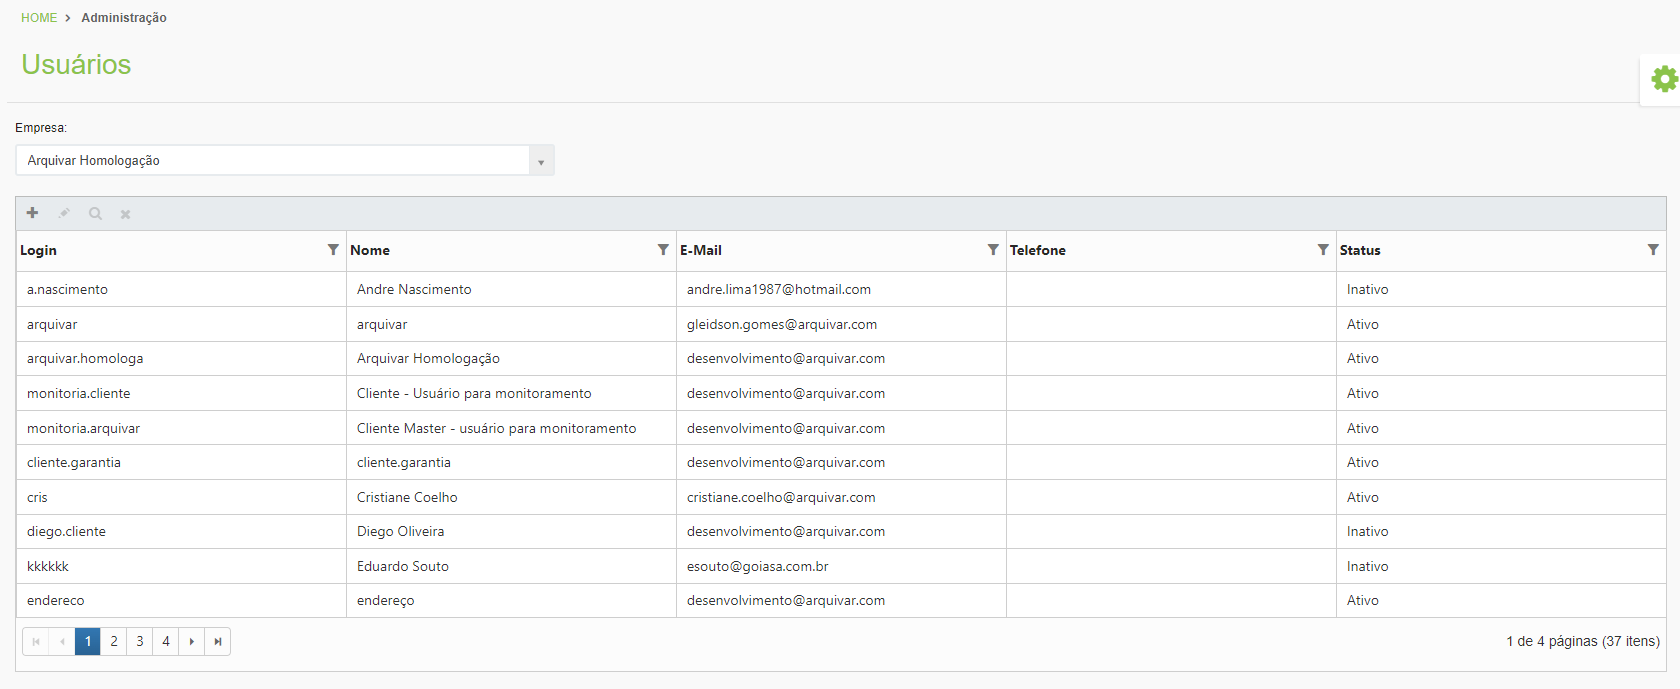 HOME > Administração
Usuários
Empresa:
Arquivar Homologação
Login Nome E-Mail Telefone Status
a.nascimento Andre Nascimento andre.lima1987@hotmail.com Inativo
arquivar arquivar gleidson.gomes@arquivar.com Ativo
arquivar.homologa Arquivar Homologação desenvolvimento@arquivar.com Ativo
monitoria.cliente Cliente - Usuário para monitoramento desenvolvimento@arquivar.com Ativo
monitoria.arquivar Cliente Master - usuário para monitoramento desenvolvimento@arquivar.com Ativo
cliente.garantia cliente.garantia desenvolvimento@arquivar.com Ativo
cris Cristiane Coelho cristiane.coelho@arquivar.com Ativo
diego.cliente Diego Oliveira desenvolvimento@arquivar.com Inativo
kkkkkk Eduardo Souto esouto@goiasa.com.br Inativo
endereco endereço desenvolvimento@arquivar.com Ativo
1 2 3 4 1 de 4 páginas (37 itens)